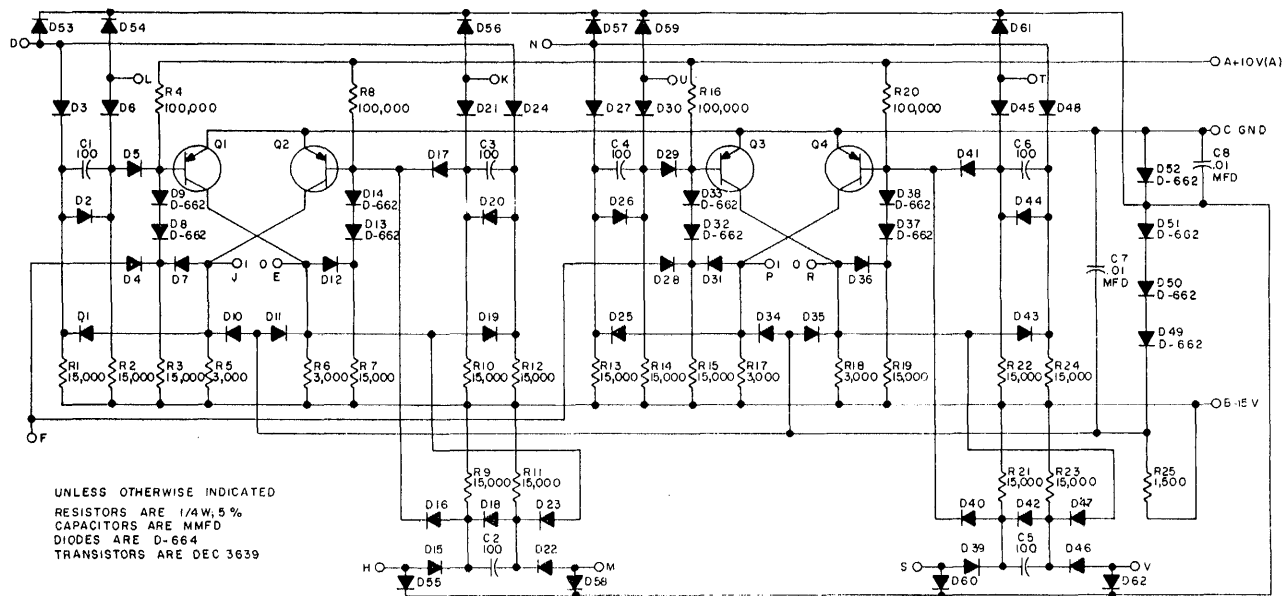 D53
D54
D56
D57
D59
D61
D
N
L
K
U
T
A+10V(A)
R4
100,000
R8
100,000
R16
100,000
R20
100,000
D3
D6
D21
D24
D27
D30
D45
D48
C GND
C1
100
D5
Q1
Q2
D17
C3
100
C4
100
D29
Q3
Q4
D41
C6
100
D52
D-662
C8
.01
MFD
D9
D-662
D14
D-662
D33
D-662
D38
D-662
D2
D8
D-662
D13
D-662
D20
D26
D32
D-662
D37
D-662
D44
D51
D-662
D4
D7
1
J
0
E
D12
D28
D31
1
P
0
R
D36
C7
.01
MFD
D50
D-662
D1
D10
D11
D19
D25
D34
D35
D43
D49
D-662
R1
15,000
R2
15,000
R3
15,000
R5
3,000
R6
3,000
R7
15,000
R10
15,000
R12
15,000
R13
15,000
R14
15,000
R15
15,000
R17
3,000
R18
3,000
R19
15,000
R22
15,000
R24
15,000
B-15V
F
R9
15,000
R11
15,000
R21
15,000
R23
15,000
R25
1,500
UNLESS OTHERWISE INDICATED
RESISTORS ARE 1/4W; 5%
CAPACITORS ARE MMFD
DIODES ARE D-664
TRANSISTORS ARE DEC 3639
D16
D18
D23
D40
D42
D47
D15
C2
100
D22
D39
C5
100
D46
H
M
S
V
D55
D58
D60
D62